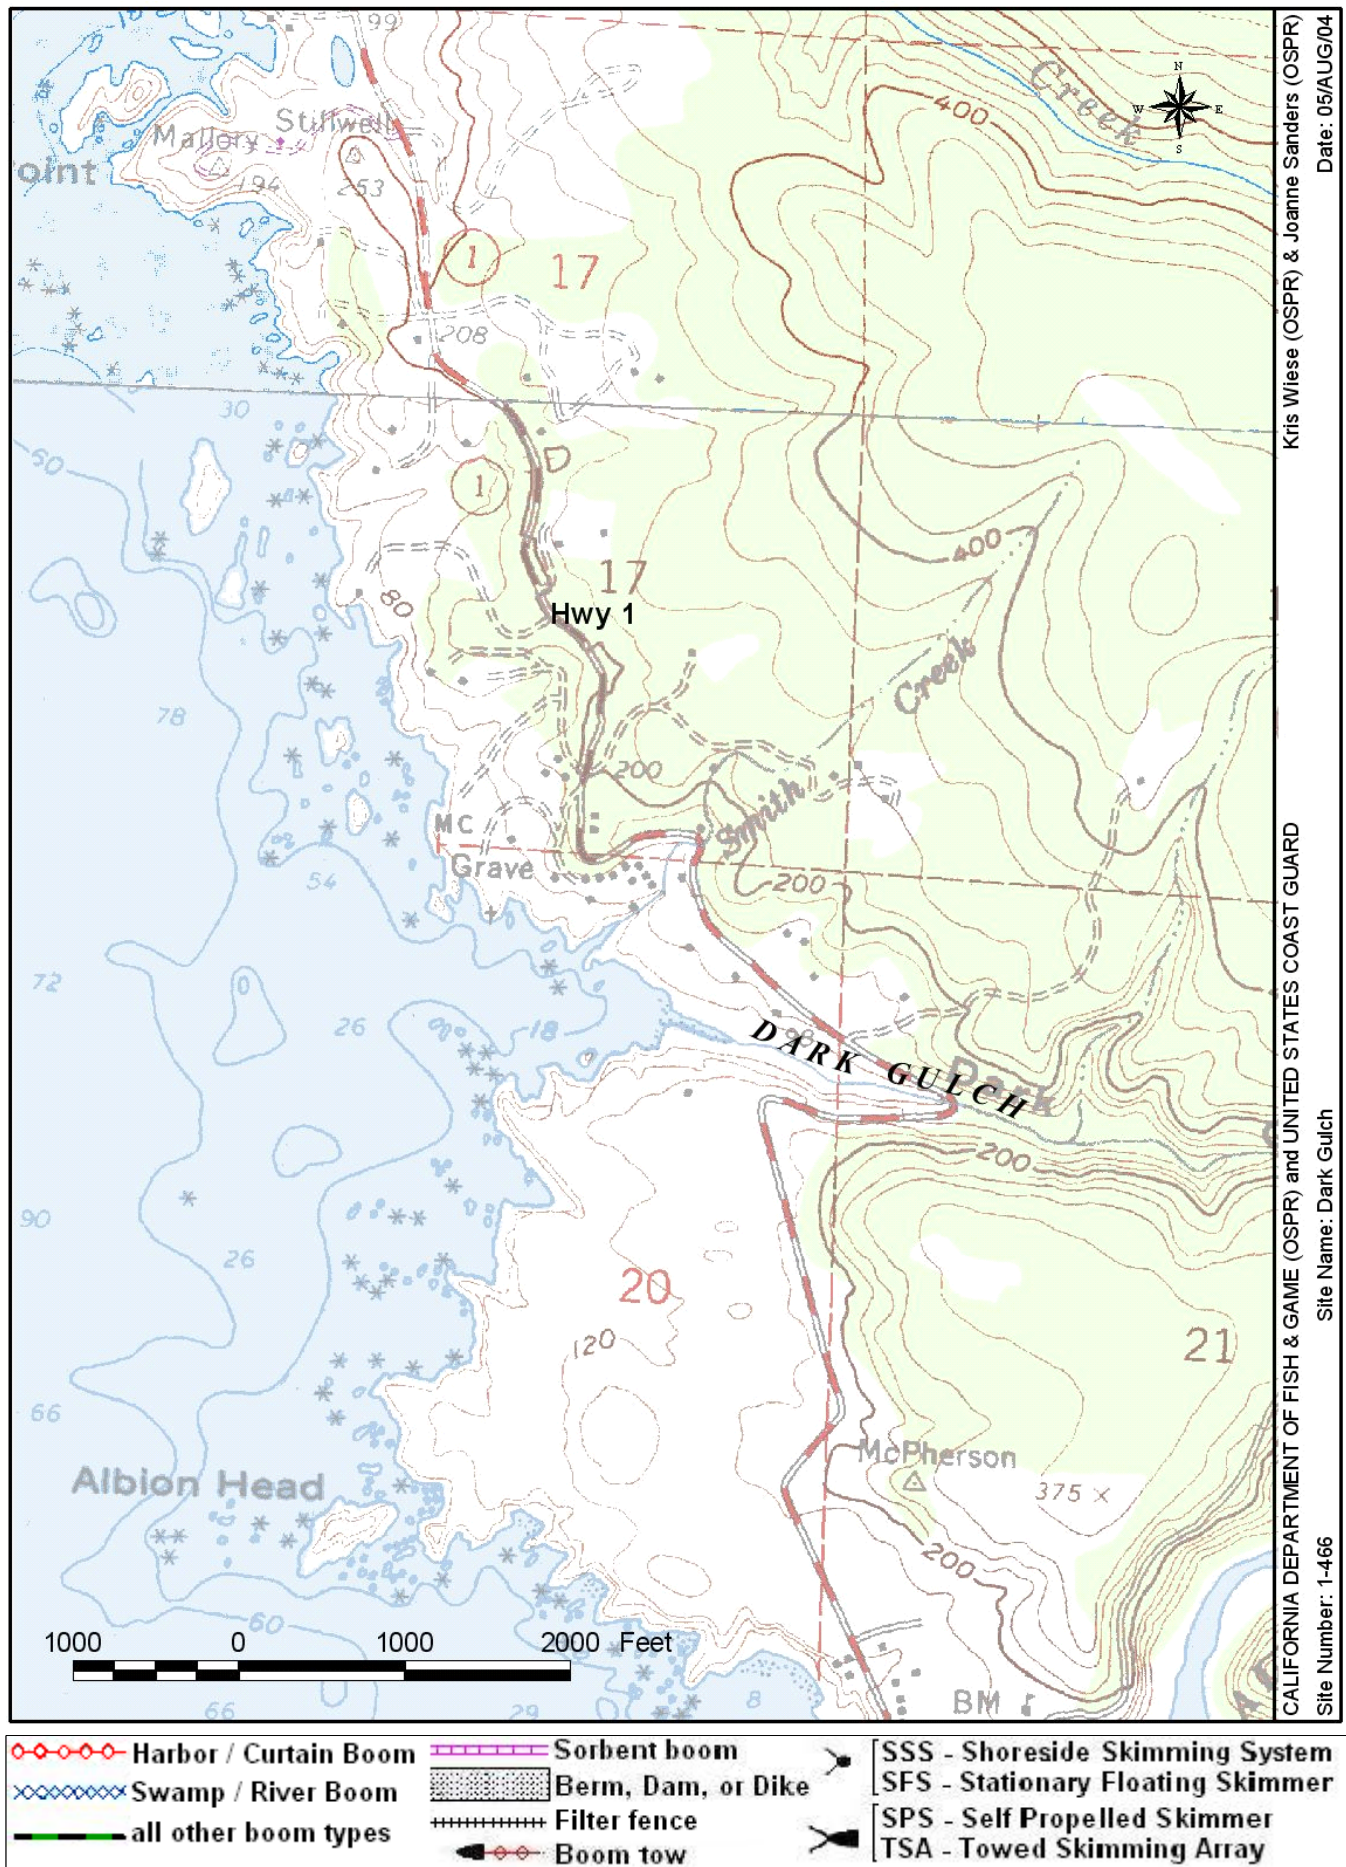 99
400
Creek
N
W E
S
Mallory
Stillwell
oint
194
253
1
17
208
30
60
1
D
400
17
80
Hwy 1
Creek
78
200
Smith
MC
Grave
200
54
72
0
26
18
98
DARK GULCH
Dark
200
90
26
20
120
21
66
McPherson
375 ×
Albion Head
200
60
1000 0 1000 2000 Feet
66
29
8
BM
CALIFORNIA DEPARTMENT OF FISH & GAME (OSPR) and UNITED STATES COAST GUARD
Kris Wiese (OSPR) & Joanne Sanders (OSPR)
Site Number: 1-466
Site Name: Dark Gulch
Date: 05/AUG/04
Harbor / Curtain Boom
Swamp / River Boom
all other boom types
Sorbent boom
Berm, Dam, or Dike
Filter fence
Boom tow
SSS - Shoreside Skimming System
SFS - Stationary Floating Skimmer
SPS - Self Propelled Skimmer
TSA - Towed Skimming Array